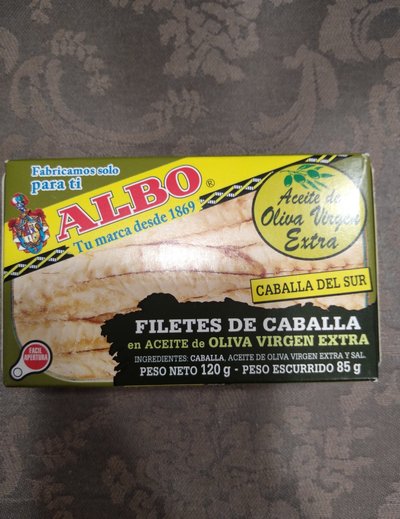 Fabricamos solo
para ti
ALBO®
Tu marca desde 1869
Aceite de
Oliva Virgen
Extra
CABALLA DEL SUR
FILETES DE CABALLA
en ACEITE de OLIVA VIRGEN EXTRA
INGREDIENTES: CABALLA, ACEITE DE OLIVA VIRGEN EXTRA Y SAL.
PESO NETO 120 g - PESO ESCURRIDO 85 g
FACIL
APERTURA